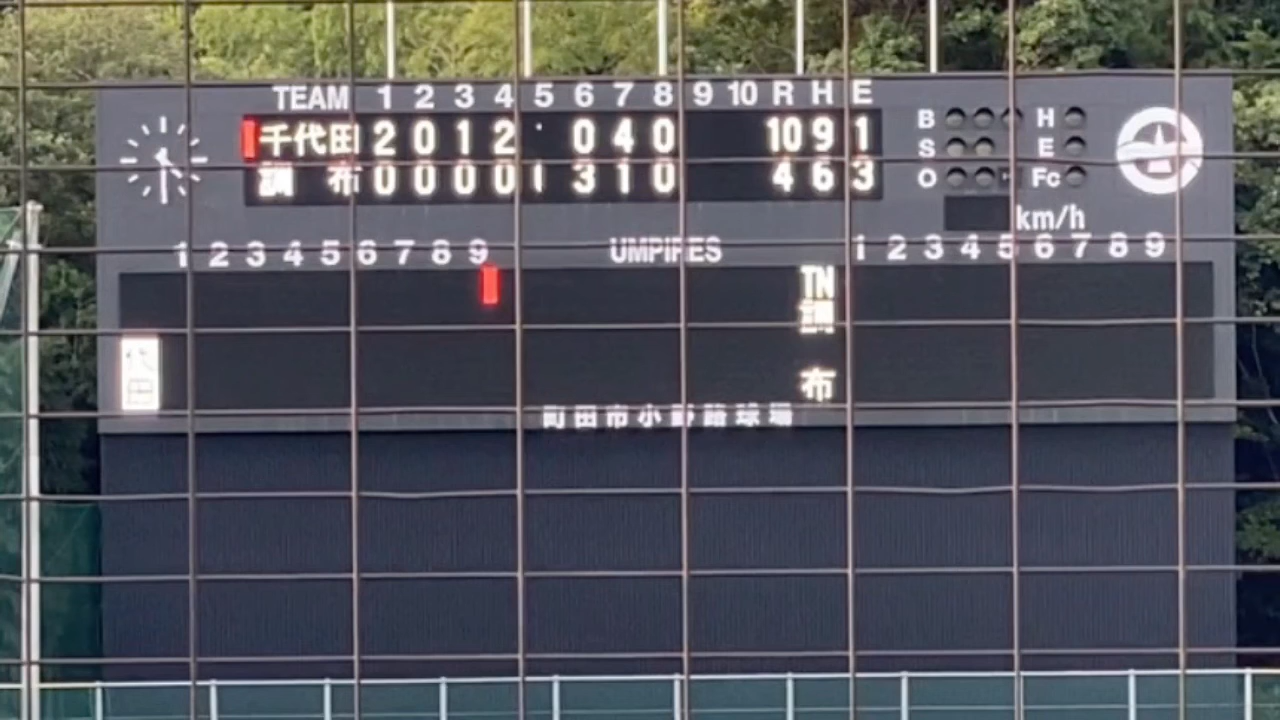 TEAM 1 2 3 4 5 6 7 8 9 10 R H E
千代田 2 0 1 2 0 4 0 10 9 1
調布 0 0 0 0 3 1 0 4 6 3
B H
S E
O Fc
km/h
1 2 3 4 5 6 7 8 9 UMPIRES 1 2 3 4 5 6 7 8 9
代田
TN
調布
町田市小野路球場